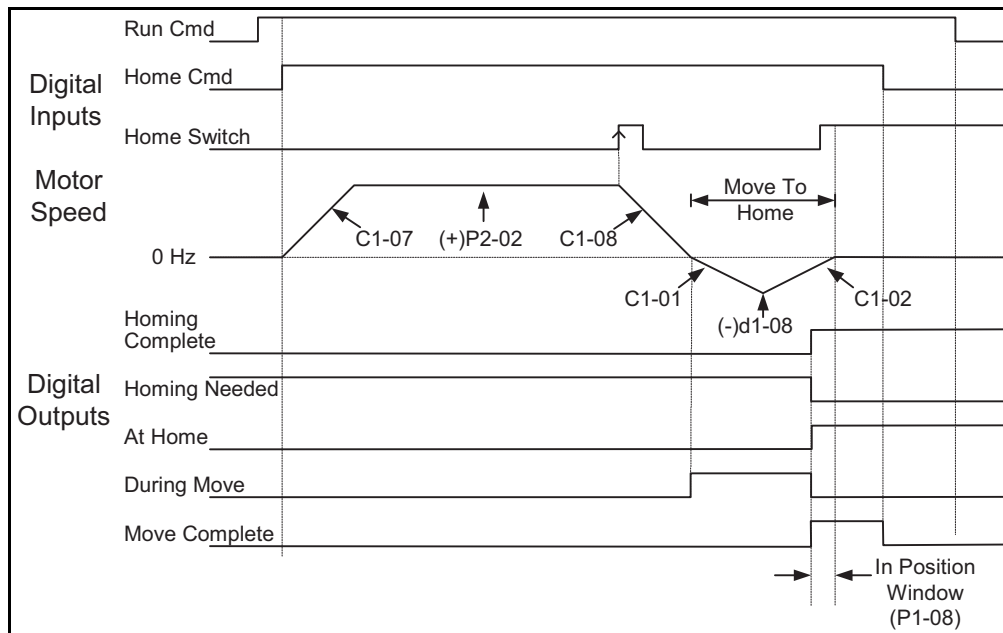 Run Cmd
Digital
Inputs
Home Cmd
Home Switch
Motor
Speed
Move To
Home
C1-07
(+)P2-02
C1-08
0 Hz
C1-01
(-)d1-08
C1-02
Homing
Complete
Digital
Outputs
Homing Needed
At Home
During Move
Move Complete
In Position
Window
(P1-08)